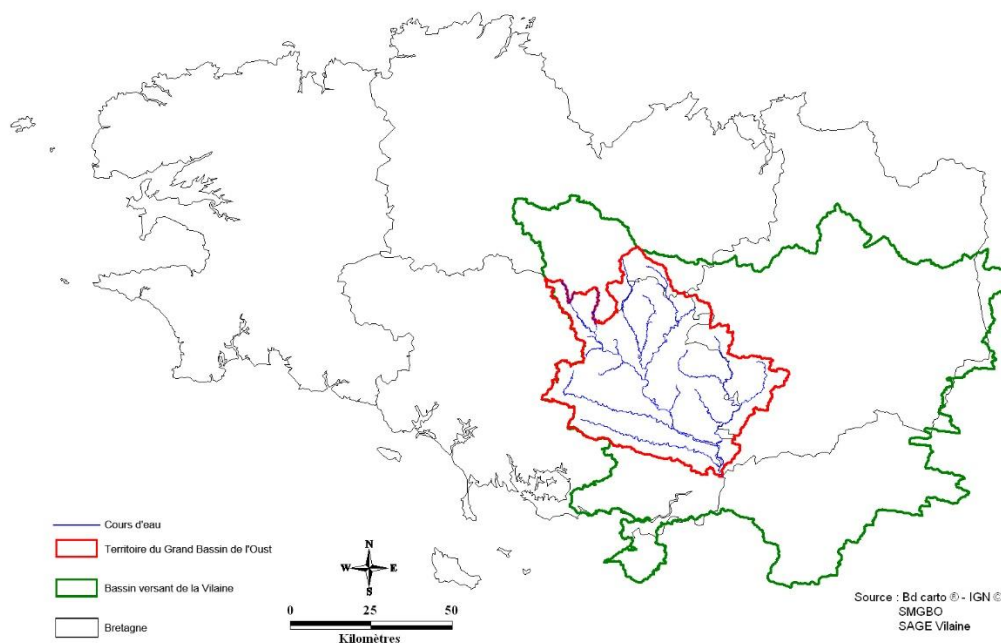 Cours d'eau
Territoire du Grand Bassin de l'Oust
Bassin versant de la Vilaine
Bretagne
N
W E
S
0 25 50
Kilomètres
Source : Bd carto ® - IGN ©
SMGBO
SAGE Vilaine